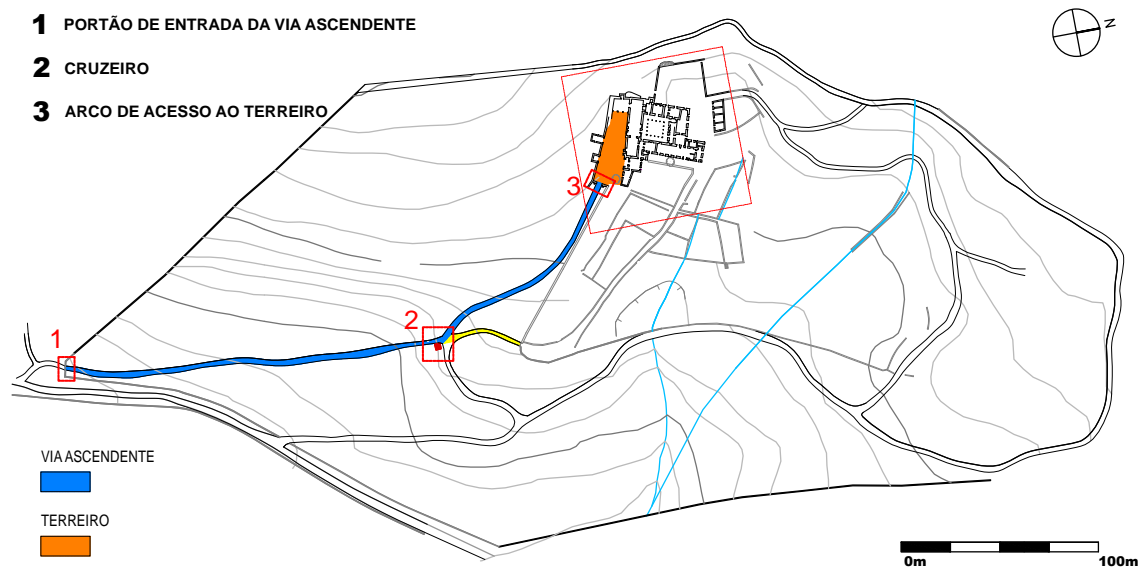 1 PORTÃO DE ENTRADA DA VIA ASCENDENTE
2 CRUZEIRO
3 ARCO DE ACESSO AO TERREIRO
N
3
2
1
VIA ASCENDENTE
TERREIRO
0m 100m